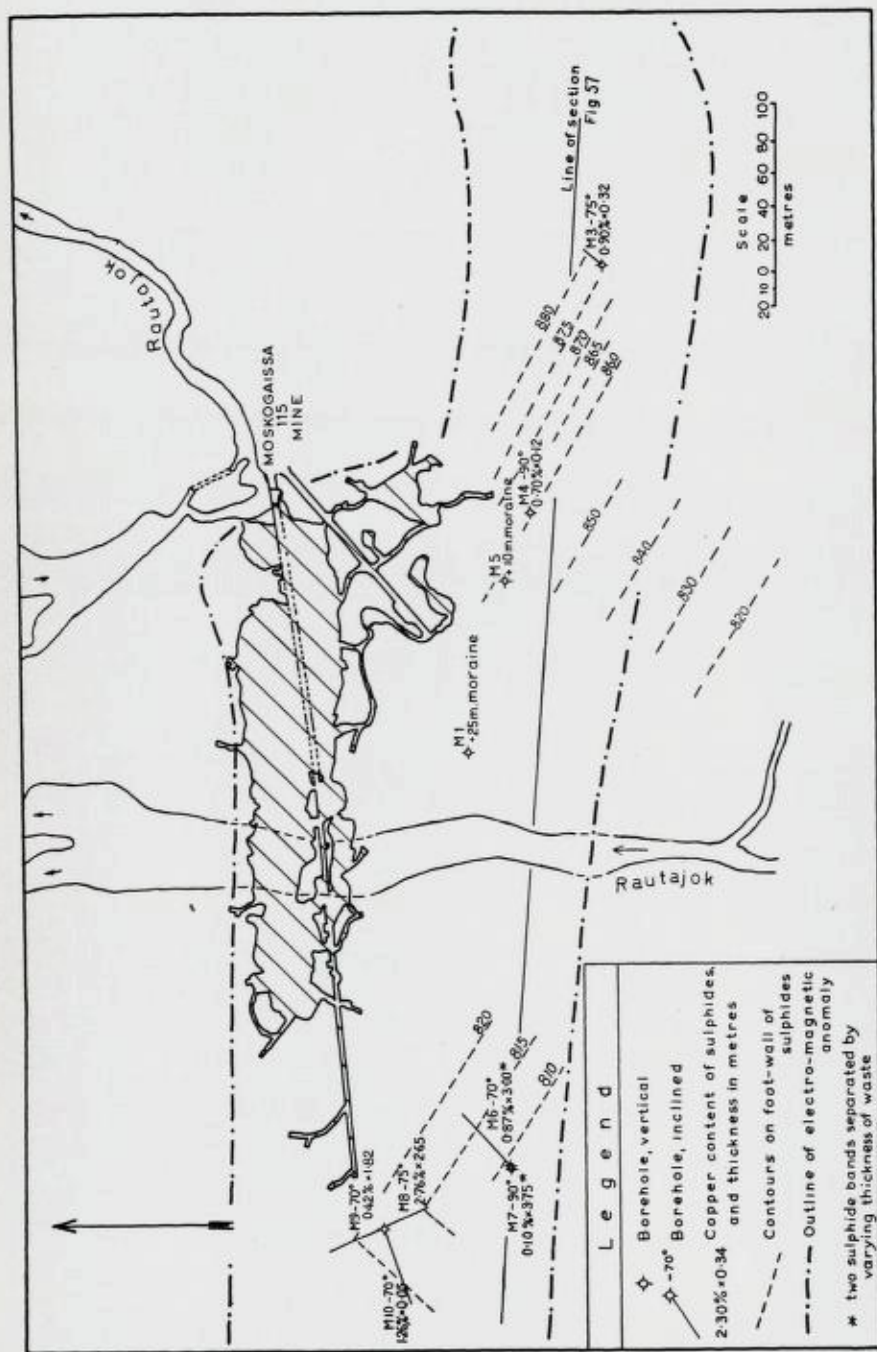 Rautajok
MOSKOGAISSA
115
MINE
Line of section
Fig 57
M3-75°
0·90%×0·32
880
875
870
865
860
M4-90°
0·70%×0·12
M5
+10m.moraine
850
840
830
820
M1
+25m.moraine
Rautajok
820
815
810
M9-70°
0·42%×1·82
M8-75°
2·76%×2·65
M10-70°
1·26%×0·05
M6-70°
0·87%×3·00*
M7-90°
0·10%×3·75*
Scale
20 10 0 20 40 60 80 100
metres
Legend
Borehole, vertical
-70° Borehole, inclined
2·30%×0·34 Copper content of sulphides,
and thickness in metres
Contours on foot-wall of
sulphides
Outline of electro-magnetic
anomaly
* two sulphide bands separated by
varying thickness of waste